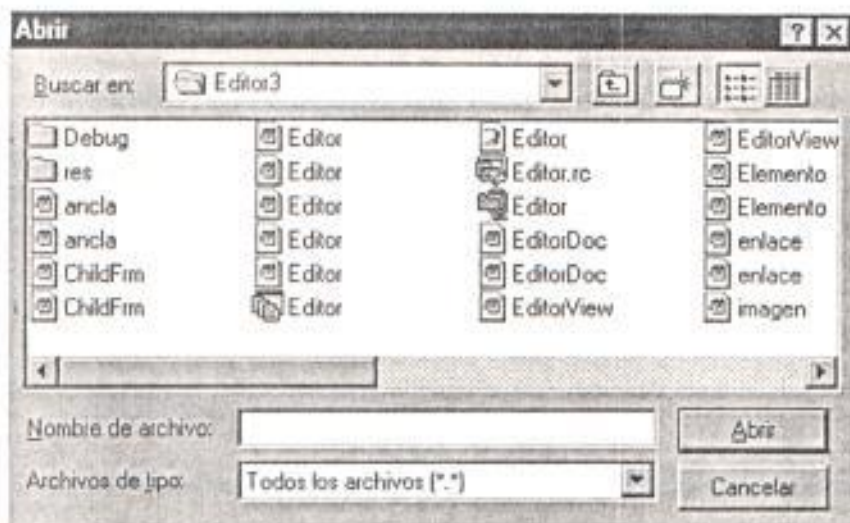 Abrir
Buscar en: Editor3
Debug Editor Editor EditorView
res Editor Editor.rc Elemento
ancla Editor Editor Elemento
ancla Editor EditorDoc enlace
ChildFrm Editor EditorDoc enlace
ChildFrm Editor EditorView imagen
Nombre de archivo: Abrir
Archivos de tipo: Todos los archivos (*.*) Cancelar